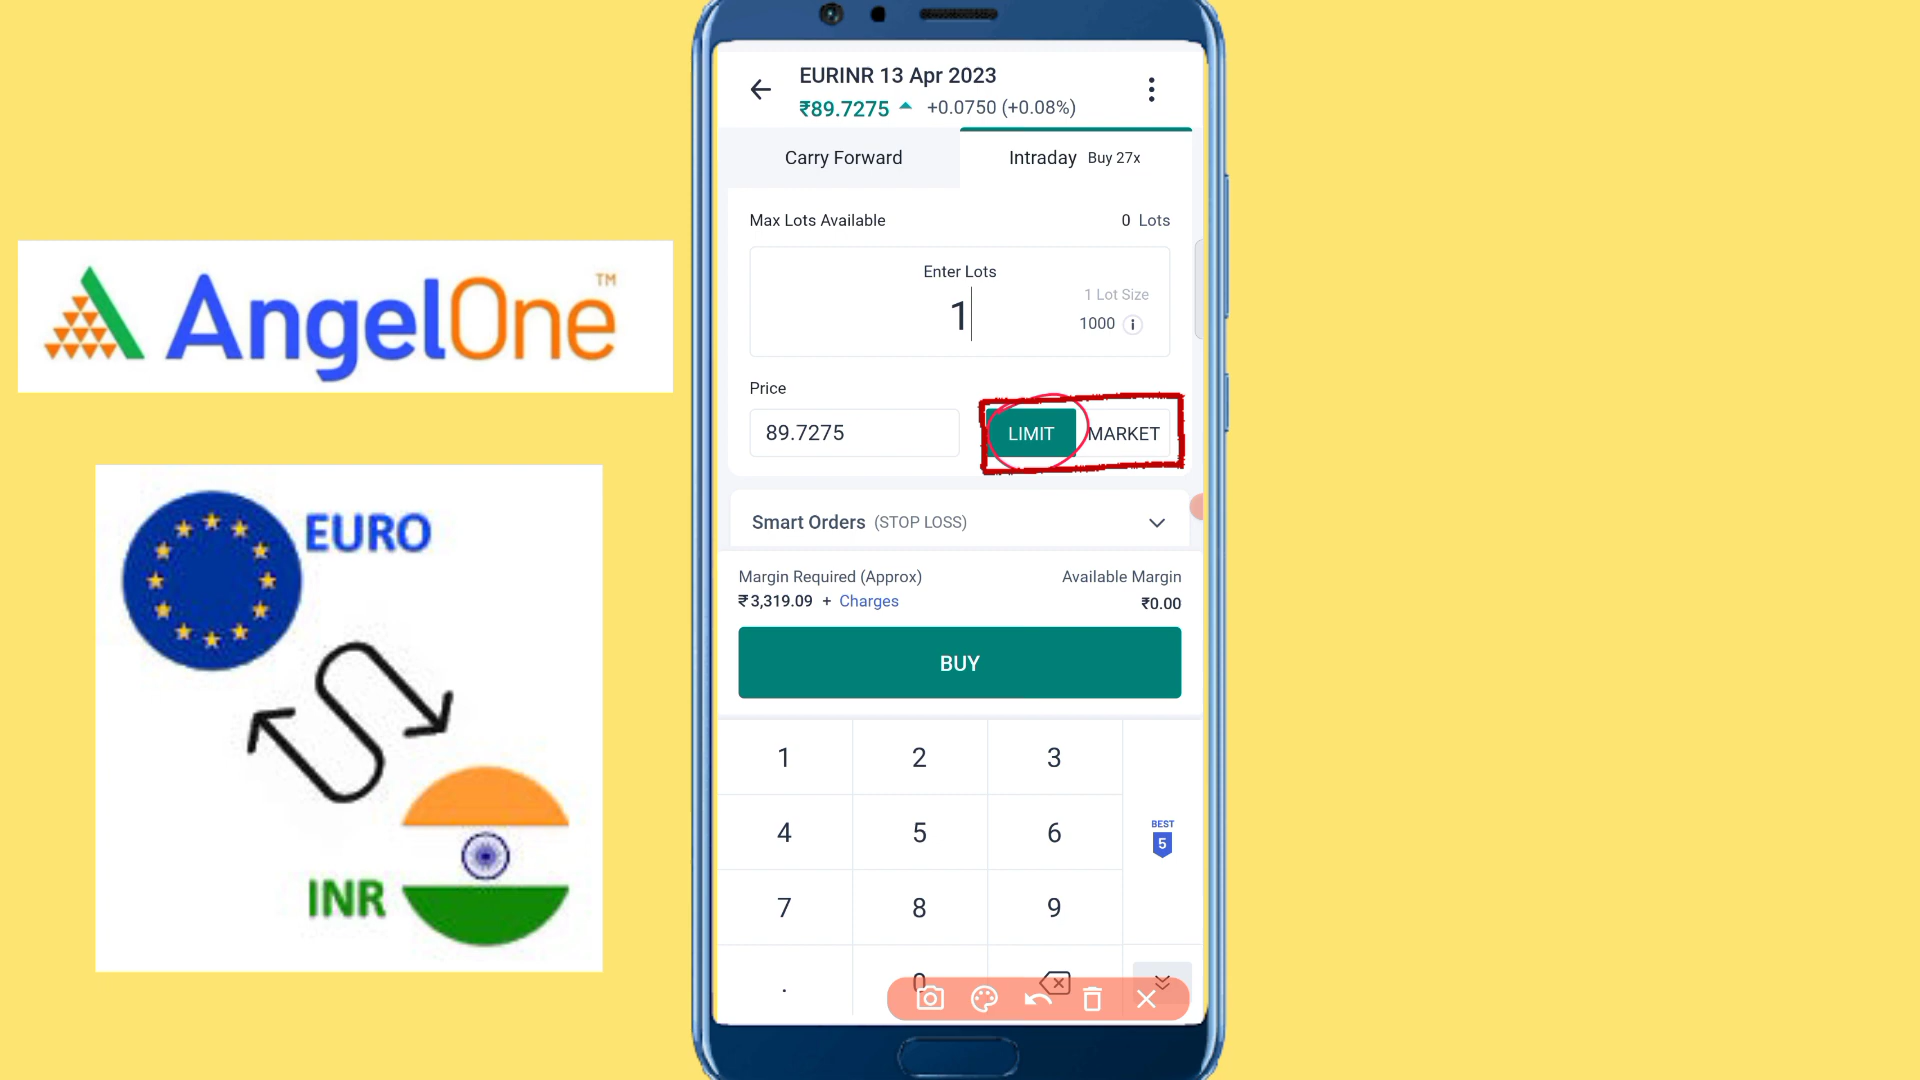 AngelOne™
EURO
INR
EURINR 13 Apr 2023
₹89.7275 +0.0750 (+0.08%)
Carry Forward
Intraday Buy 27x
Max Lots Available
0 Lots
Enter Lots
1
1 Lot Size
1000
Price
89.7275
LIMIT
MARKET
Smart Orders (STOP LOSS)
Margin Required (Approx)
₹3,319.09 + Charges
Available Margin
₹0.00
BUY
1 2 3
4 5 6
BEST
5
7 8 9
. 0